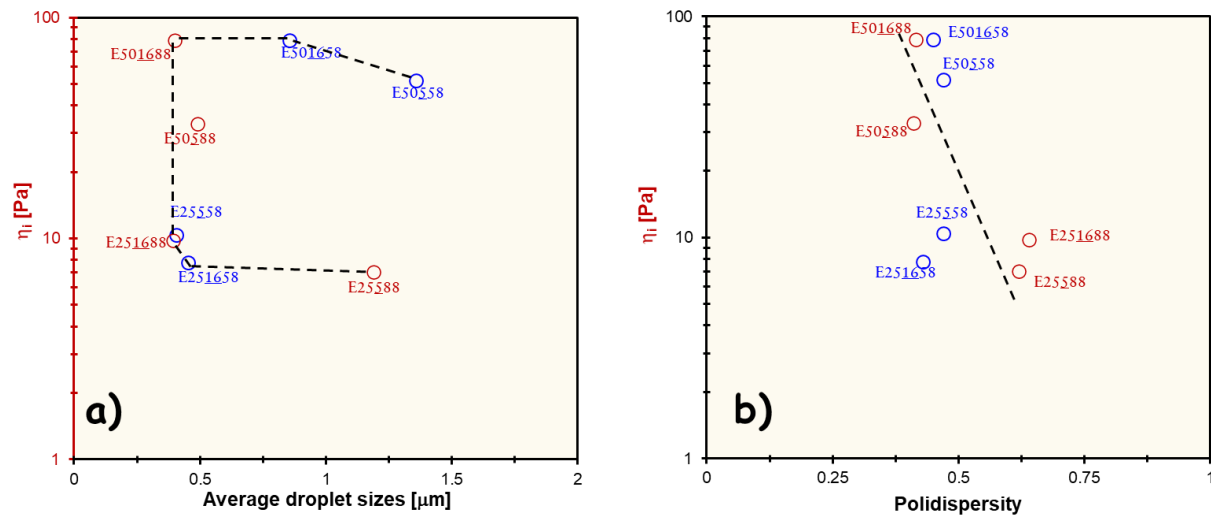 100
E501688
E501658
E50558
E50588
ηi [Pa]
E25558
10
E251688
E251658
E25588
a)
1
0
0.5
1
1.5
2
Average droplet sizes [μm]
100
E501688
E501658
E50558
E50588
ηi [Pa]
E25558
10
E251688
E251658
E25588
b)
1
0
0.25
0.5
0.75
1
Polidispersity